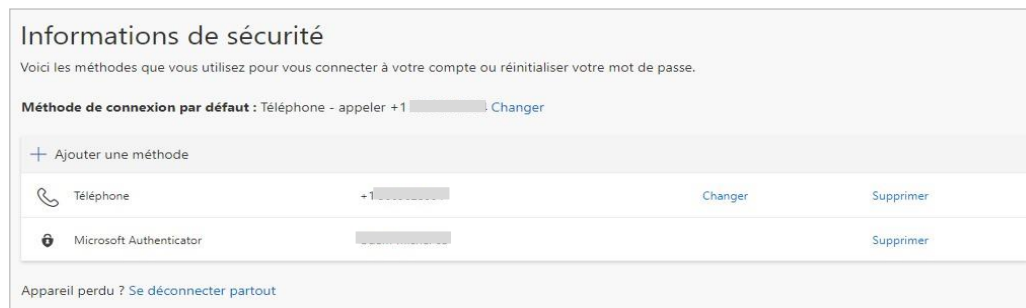 Informations de sécurité
Voici les méthodes que vous utilisez pour vous connecter à votre compte ou réinitialiser votre mot de passe.
Méthode de connexion par défaut : Téléphone - appeler +1 Changer
+ Ajouter une méthode
Téléphone +1 Changer Supprimer
Microsoft Authenticator Supprimer
Appareil perdu ? Se déconnecter partout